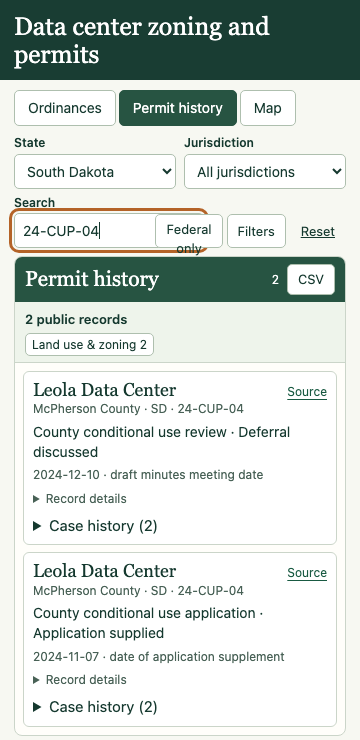 Data center zoning and
permits
Ordinances
Permit history
Map
State
Jurisdiction
South Dakota
All jurisdictions
Search
24-CUP-04
Federal
only
Filters
Reset
Permit history
2
CSV
2 public records
Land use & zoning 2
Leola Data Center
Source
McPherson County · SD · 24-CUP-04
County conditional use review · Deferral
discussed
2024-12-10 · draft minutes meeting date
Record details
Case history (2)
Leola Data Center
Source
McPherson County · SD · 24-CUP-04
County conditional use application ·
Application supplied
2024-11-07 · date of application supplement
Record details
Case history (2)